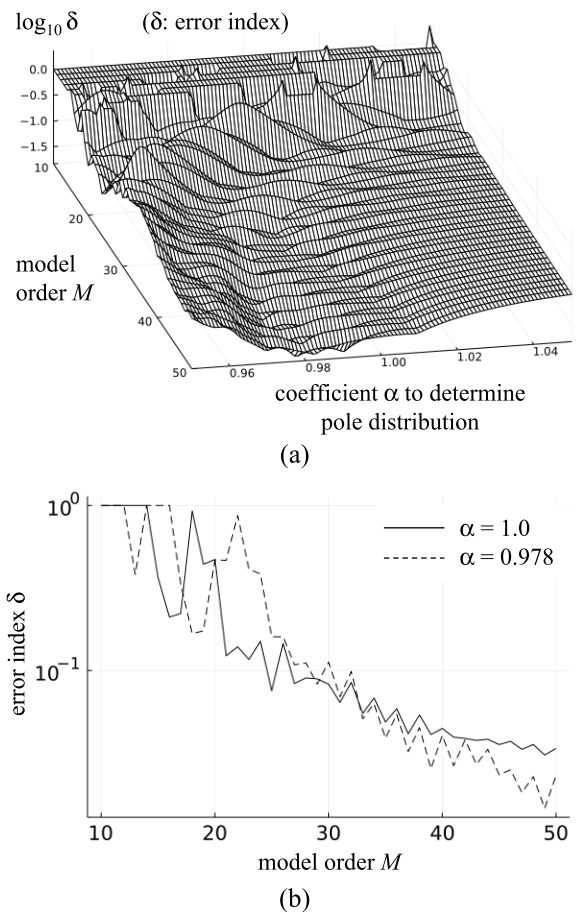 log₁₀ δ (δ: error index)
0.0
−0.5
−1.0
−1.5
10
20
30
40
50
model
order M
0.96
0.98
1.00
1.02
1.04
coefficient α to determine
pole distribution
(a)
10⁰
α = 1.0
α = 0.978
error index δ
10⁻¹
10 20 30 40 50
model order M
(b)